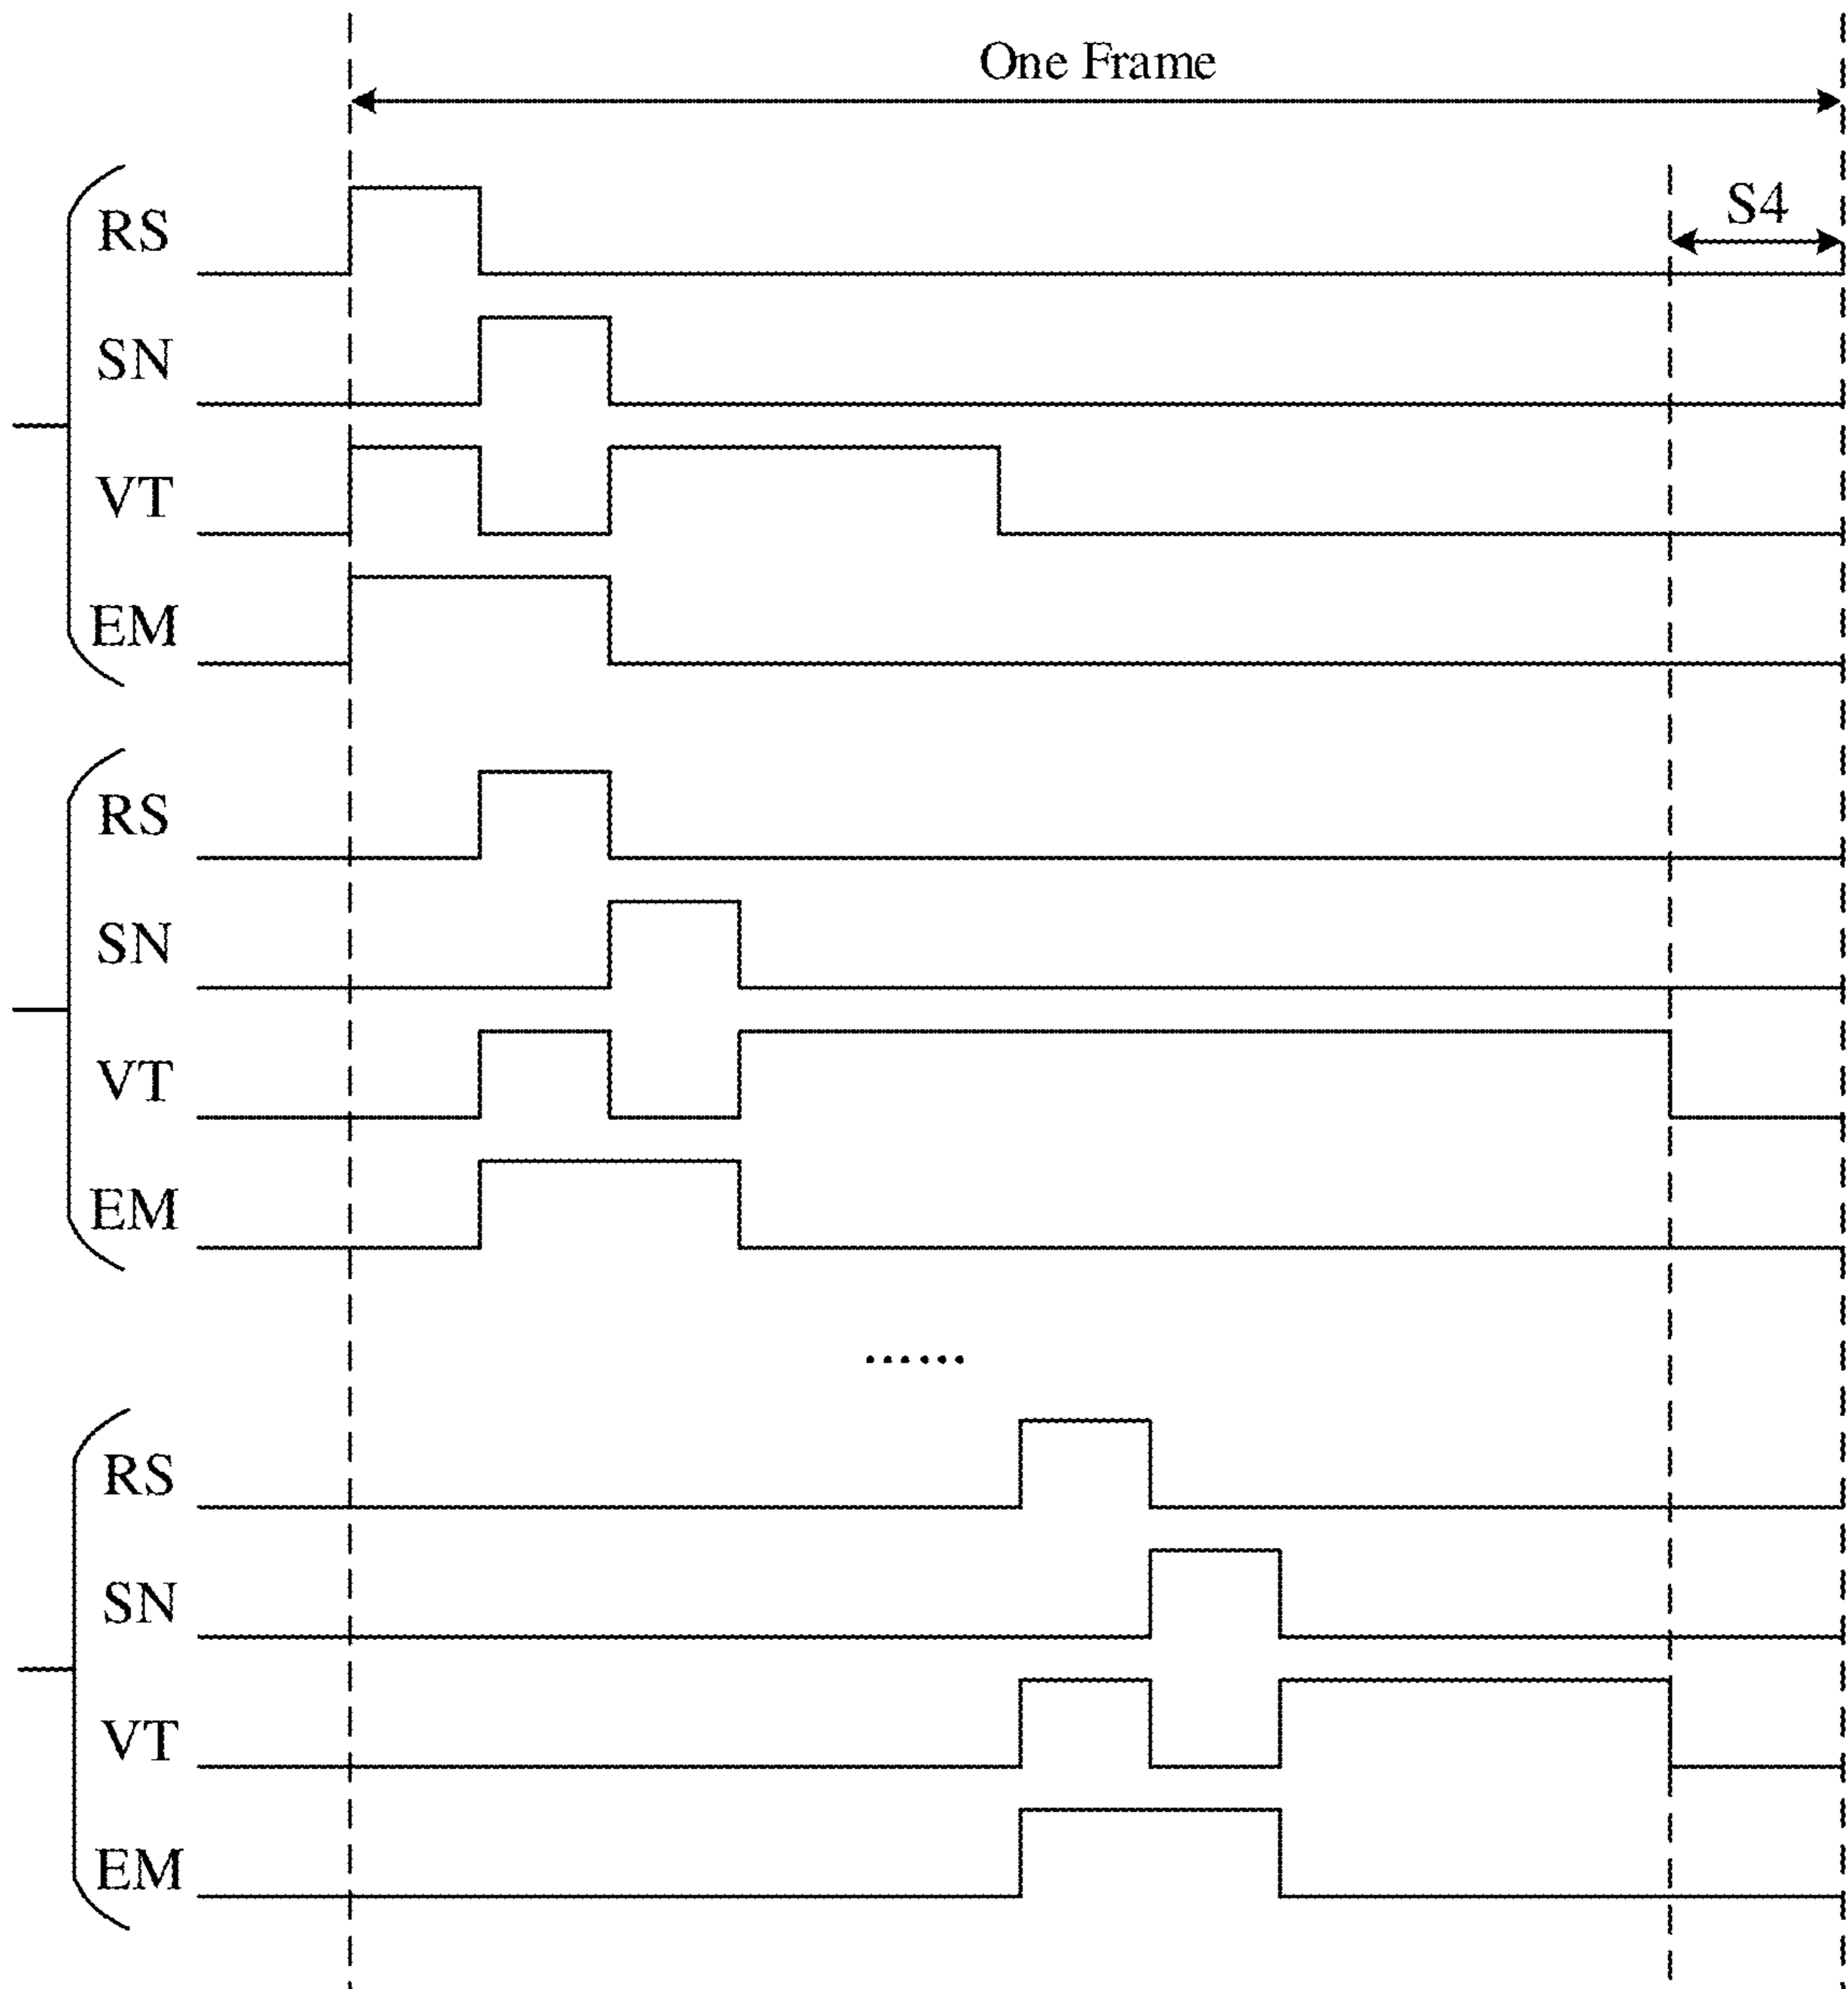 One Frame
S4
RS
SN
VT
EM
RS
SN
VT
EM
......
RS
SN
VT
EM